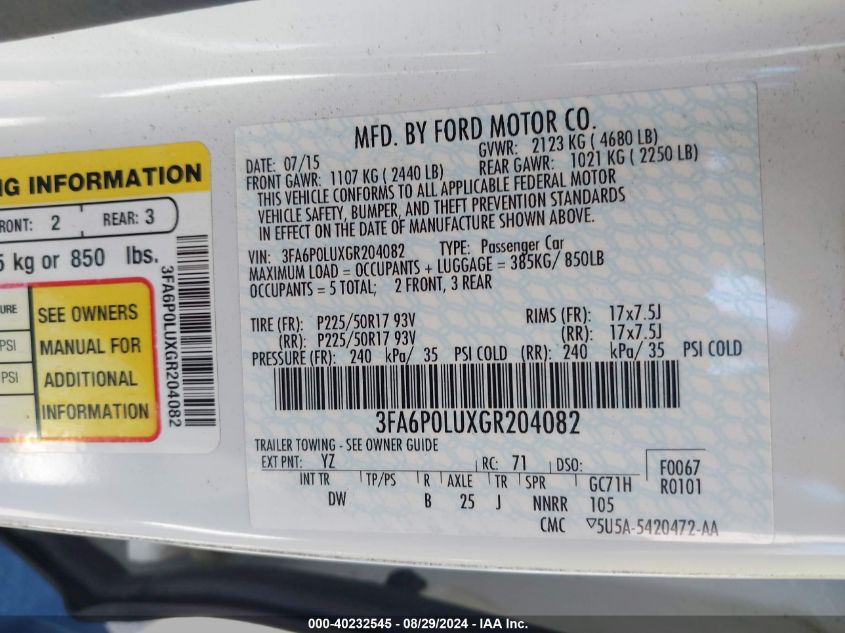 NG INFORMATION
RONT: 2 REAR: 3
5 kg or 850 lbs.
SURE SEE OWNERS
PSI MANUAL FOR
PSI ADDITIONAL
INFORMATION
3FA6P0LUXGR204082
MFD. BY FORD MOTOR CO.
DATE: 07/15 GVWR: 2123 KG ( 4680 LB)
FRONT GAWR: 1107 KG ( 2440 LB) REAR GAWR: 1021 KG ( 2250 LB)
THIS VEHICLE CONFORMS TO ALL APPLICABLE FEDERAL MOTOR
VEHICLE SAFETY, BUMPER, AND THEFT PREVENTION STANDARDS
IN EFFECT ON THE DATE OF MANUFACTURE SHOWN ABOVE.
VIN: 3FA6P0LUXGR204082 TYPE: Passenger Car
MAXIMUM LOAD = OCCUPANTS + LUGGAGE = 385KG/ 850LB
OCCUPANTS = 5 TOTAL; 2 FRONT, 3 REAR
TIRE (FR): P225/50R17 93V RIMS (FR): 17x7.5J
(RR): P225/50R17 93V (RR): 17x7.5J
PRESSURE (FR): 240 kPa/ 35 PSI COLD (RR): 240 kPa/ 35 PSI COLD
3FA6P0LUXGR204082
TRAILER TOWING - SEE OWNER GUIDE
EXT PNT: YZ RC: 71 DSO: F0067
INT TR TP/PS R AXLE TR SPR GC71H R0101
DW B 25 J NNRR 105
CMC ▽5U5A-5420472-AA
000-40232545 - 08/29/2024 - IAA Inc.